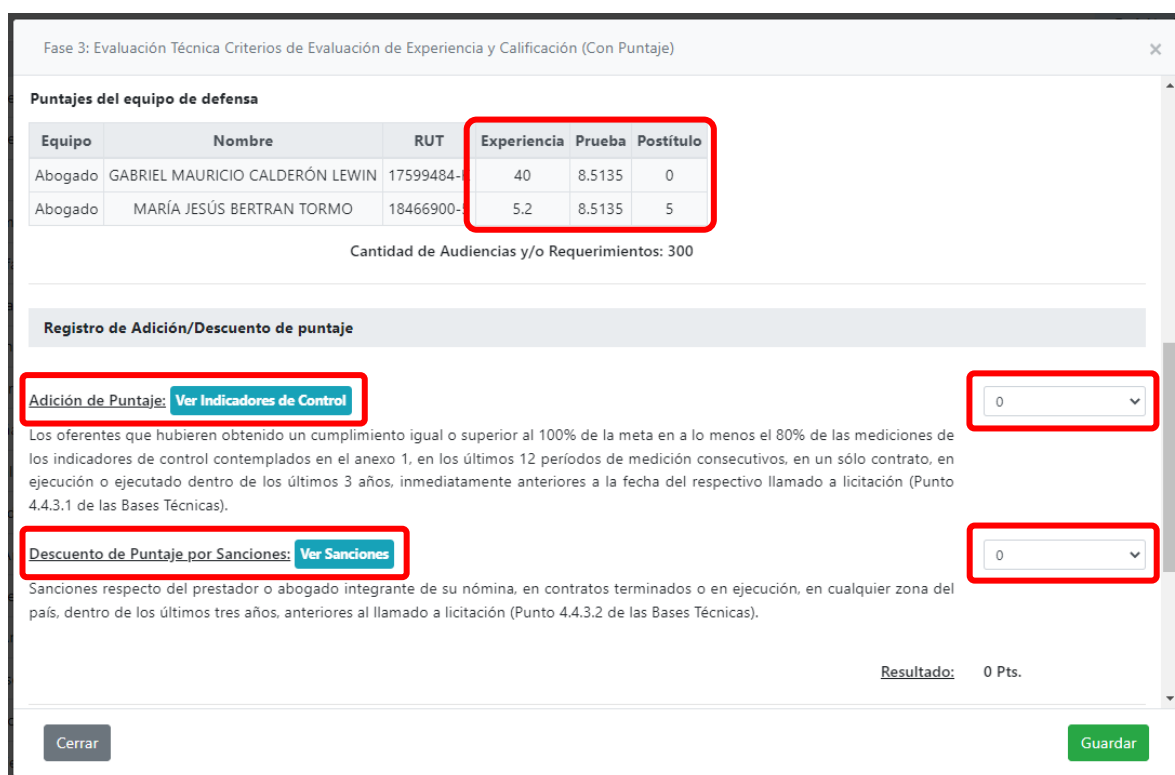 Fase 3: Evaluación Técnica Criterios de Evaluación de Experiencia y Calificación (Con Puntaje)
×
Puntajes del equipo de defensa
Equipo Nombre RUT Experiencia Prueba Postítulo
Abogado GABRIEL MAURICIO CALDERÓN LEWIN 17599484- 40 8.5135 0
Abogado MARÍA JESÚS BERTRAN TORMO 18466900- 5.2 8.5135 5
Cantidad de Audiencias y/o Requerimientos: 300
Registro de Adición/Descuento de puntaje
Adición de Puntaje: Ver Indicadores de Control 0
Los oferentes que hubieren obtenido un cumplimiento igual o superior al 100% de la meta en a lo menos el 80% de las mediciones de
los indicadores de control contemplados en el anexo 1, en los últimos 12 períodos de medición consecutivos, en un sólo contrato, en
ejecución o ejecutado dentro de los últimos 3 años, inmediatamente anteriores a la fecha del respectivo llamado a licitación (Punto
4.4.3.1 de las Bases Técnicas).
Descuento de Puntaje por Sanciones: Ver Sanciones 0
Sanciones respecto del prestador o abogado integrante de su nómina, en contratos terminados o en ejecución, en cualquier zona del
país, dentro de los últimos tres años, anteriores al llamado a licitación (Punto 4.4.3.2 de las Bases Técnicas).
Resultado: 0 Pts.
Cerrar Guardar